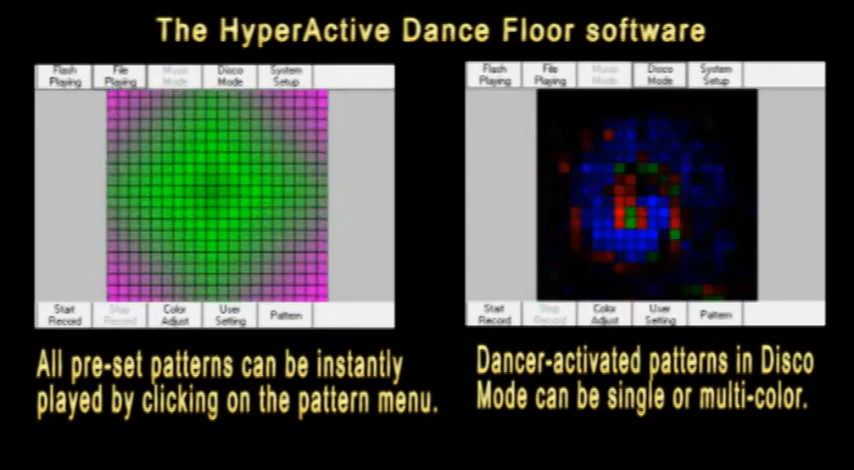 The HyperActive Dance Floor software
Flash Playing File Playing Music Mode Disco Mode System Setup
Flash Playing File Playing Music Mode Disco Mode System Setup
Start Record Stop Record Color Adjust User Setting Pattern
Start Record Stop Record Color Adjust User Setting Pattern
All pre-set patterns can be instantly
played by clicking on the pattern menu.
Dancer-activated patterns in Disco
Mode can be single or multi-color.